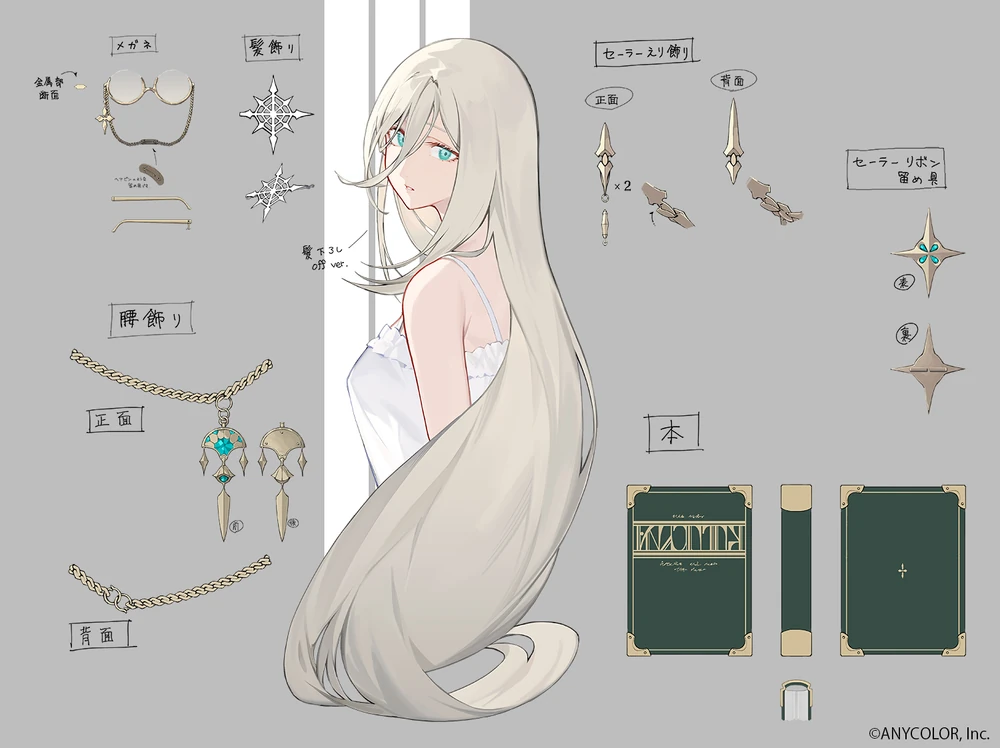 メガネ
金属部
断面
髪飾り
髪下ろし
off ver.
セーラーえり飾り
正面
背面
×2
セーラーリボン
留め具
表
裏
腰飾り
正面
前
後
背面
本
©ANYCOLOR, Inc.